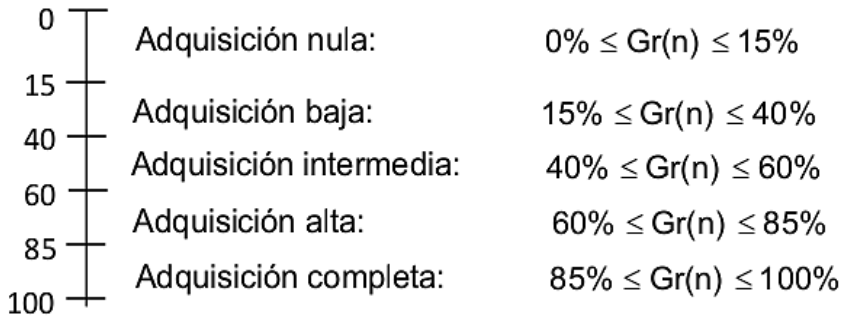 0
Adquisición nula: 0% ≤ Gr(n) ≤ 15%
15
Adquisición baja: 15% ≤ Gr(n) ≤ 40%
40
Adquisición intermedia: 40% ≤ Gr(n) ≤ 60%
60
Adquisición alta: 60% ≤ Gr(n) ≤ 85%
85
Adquisición completa: 85% ≤ Gr(n) ≤ 100%
100